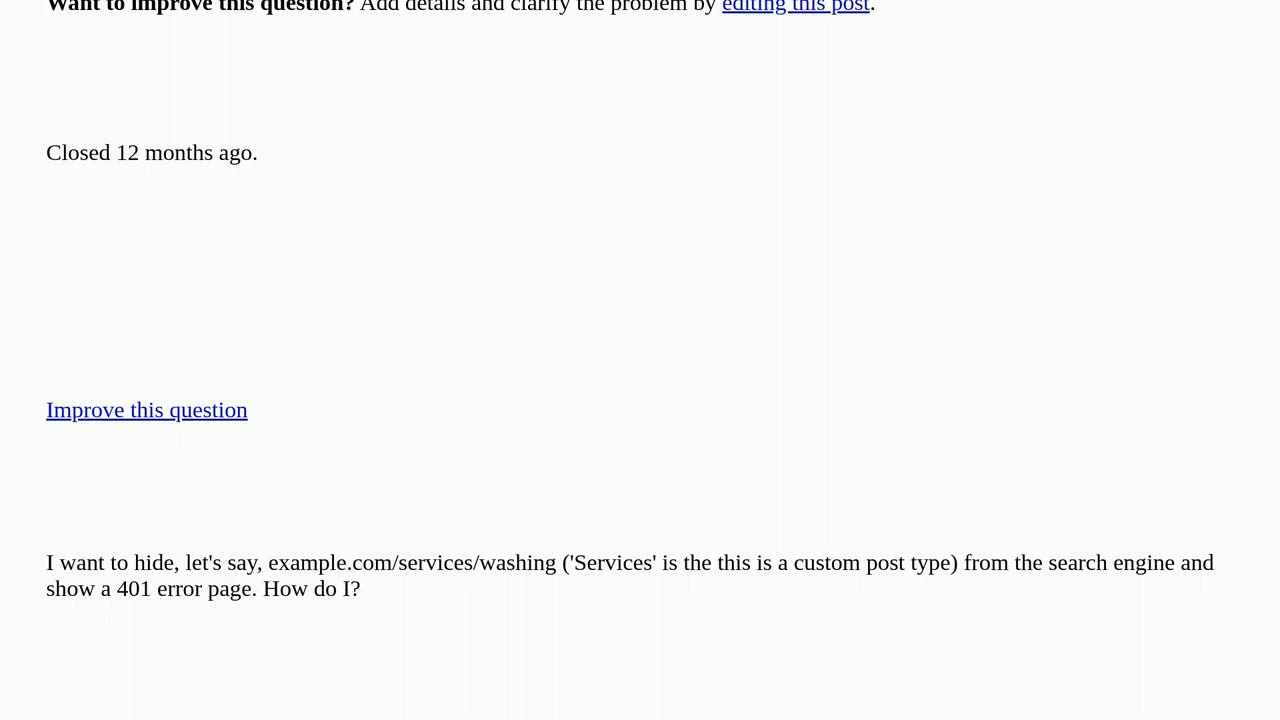 Want to improve this question? Add details and clarify the problem by editing this post.
Closed 12 months ago.
Improve this question
I want to hide, let's say, example.com/services/washing ('Services' is the this is a custom post type) from the search engine and
show a 401 error page. How do I?